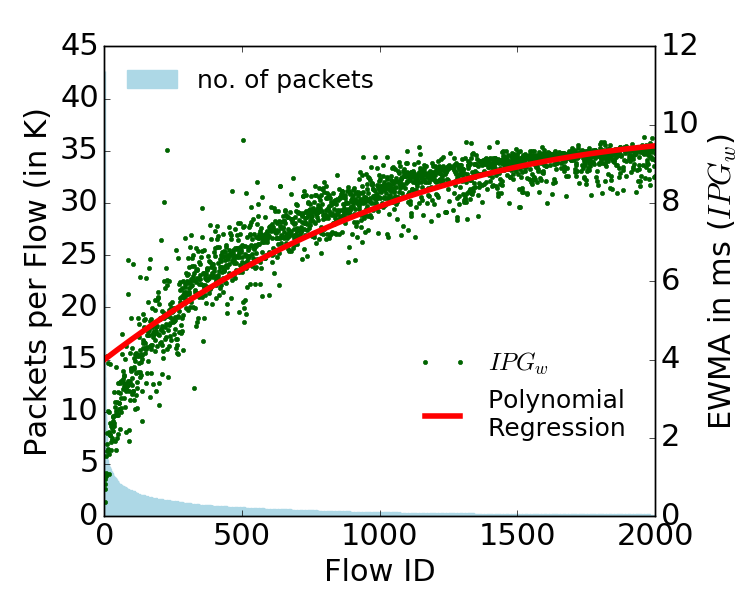 45
40
35
30
25
20
15
10
5
0
Packets per Flow (in K)
no. of packets
12
10
8
6
4
2
0
EWMA in ms (IPG_w)
IPG_w
Polynomial
Regression
0 500 1000 1500 2000
Flow ID